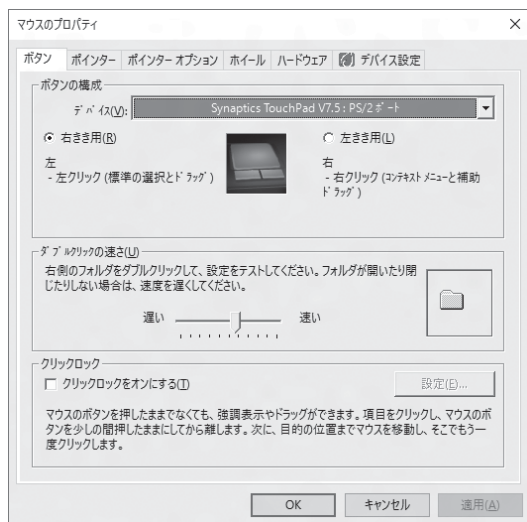 マウスのプロパティ
ボタン ポインター ポインター オプション ホイール ハードウェア デバイス設定
ボタンの構成
デバイス(V): Synaptics TouchPad V7.5 : PS/2 ポート
右きき用(R) 左きき用(L)
左 右
- 左クリック (標準の選択とドラッグ) - 右クリック (コンテキスト メニューと補助
ドラッグ)
ダブルクリックの速さ(U)
右側のフォルダをダブルクリックして、設定をテストしてください。フォルダが開いたり閉
じたりしない場合は、速度を遅くしてください。
遅い 速い
クリックロック
クリックロックをオンにする(T) 設定(E)...
マウスのボタンを押したままでなくても、強調表示やドラッグができます。項目をクリックし、マウスのボ
タンを少しの間押したままにしてから離します。次に、目的の位置までマウスを移動し、そこでもう一
度クリックします。
OK キャンセル 適用(A)